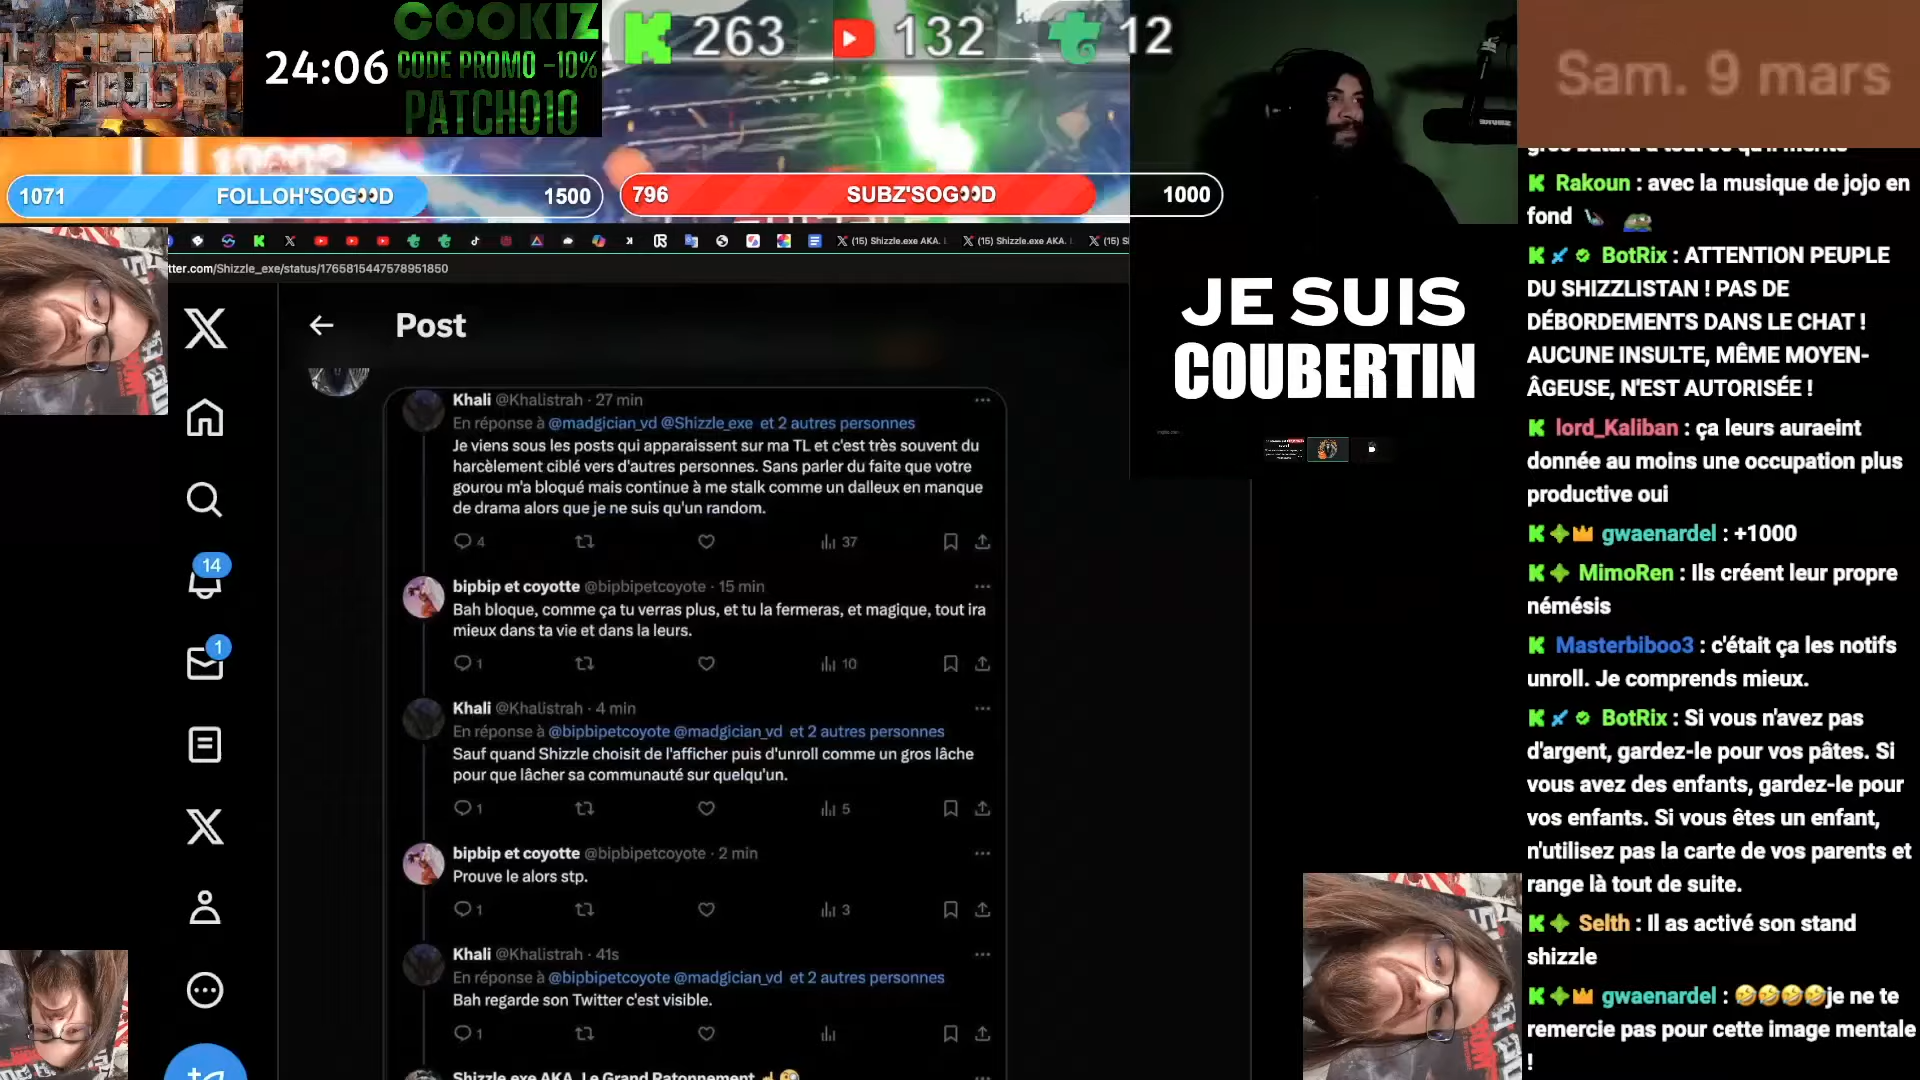 24:06
COOKIZ
CODE PROMO -10%
PATCHO10
263
132
12
Sam. 9 mars
1071 FOLLOH'SOG👀D 1500
796 SUBZ'SOG👀D 1000
(15) Shizzle.exe AKA.
(15) Shizzle.exe AKA.
(15) S
tter.com/Shizzle_exe/status/1765815447578951850
Post
14
1
Khali @Khalistrah · 27 min
En réponse à @madgician_vd @Shizzle_exe et 2 autres personnes
Je viens sous les posts qui apparaissent sur ma TL et c'est très souvent du
harcèlement ciblé vers d'autres personnes. Sans parler du faite que votre
gourou m'a bloqué mais continue à me stalk comme un dalleux en manque
de drama alors que je ne suis qu'un random.
4 37
bipbip et coyotte @bipbipetcoyote · 15 min
Bah bloque, comme ça tu verras plus, et tu la fermeras, et magique, tout ira
mieux dans ta vie et dans la leurs.
1 10
Khali @Khalistrah · 4 min
En réponse à @bipbipetcoyote @madgician_vd et 2 autres personnes
Sauf quand Shizzle choisit de l'afficher puis d'unroll comme un gros lâche
pour que lâcher sa communauté sur quelqu'un.
1 5
bipbip et coyotte @bipbipetcoyote · 2 min
Prouve le alors stp.
1 3
Khali @Khalistrah · 41s
En réponse à @bipbipetcoyote @madgician_vd et 2 autres personnes
Bah regarde son Twitter c'est visible.
1
Shizzle.exe AKA. Le Grand Ratonnement
JE SUIS
COUBERTIN
gros bâtard a tout ce qu'il mérite
Rakoun : avec la musique de jojo en
fond
BotRix : ATTENTION PEUPLE
DU SHIZZLISTAN ! PAS DE
DÉBORDEMENTS DANS LE CHAT !
AUCUNE INSULTE, MÊME MOYEN-
ÂGEUSE, N'EST AUTORISÉE !
lord_Kaliban : ça leurs auraeint
donnée au moins une occupation plus
productive oui
gwaenardel : +1000
MimoRen : Ils créent leur propre
némésis
Masterbiboo3 : c'était ça les notifs
unroll. Je comprends mieux.
BotRix : Si vous n'avez pas
d'argent, gardez-le pour vos pâtes. Si
vous avez des enfants, gardez-le pour
vos enfants. Si vous êtes un enfant,
n'utilisez pas la carte de vos parents et
range là tout de suite.
Selth : Il as activé son stand
shizzle
gwaenardel : 🤣🤣🤣🤣je ne te
remercie pas pour cette image mentale
!